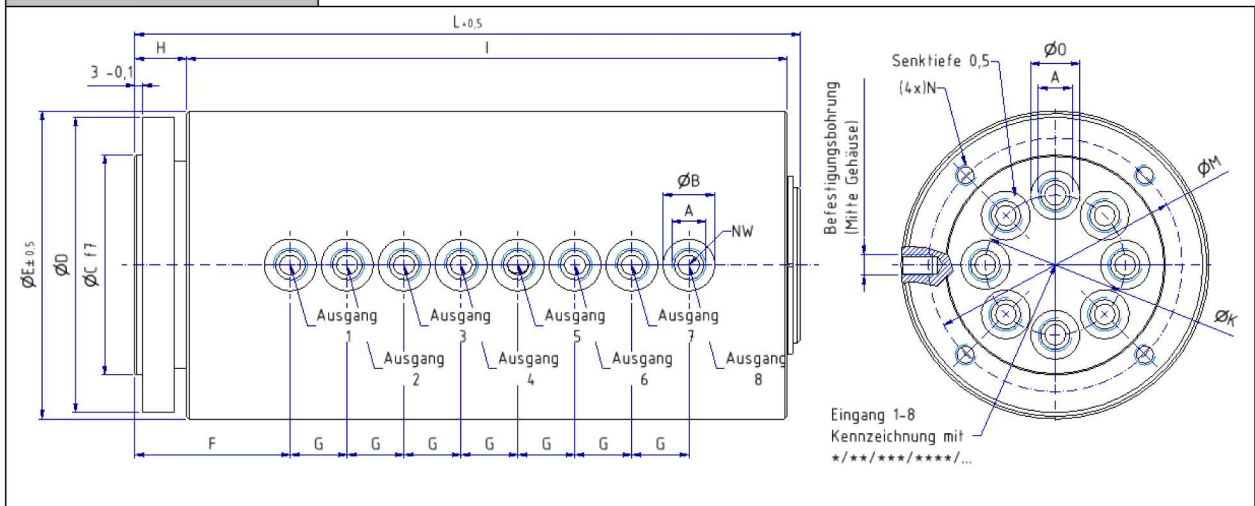 L+0,5
H
I
3 -0,1
ØE± 0,5
ØD
ØC f7
ØB
A
NW
Ausgang
1
Ausgang
2
Ausgang
3
Ausgang
4
Ausgang
5
Ausgang
6
Ausgang
7
Ausgang
8
F
G
G
G
G
G
G
G
Befestigungsbohrung
(Mitte Gehäuse)
Senktiefe 0,5
(4x)N
ØO
A
ØM
ØK
Eingang 1-8
Kennzeichnung mit
*/**/***/****/...